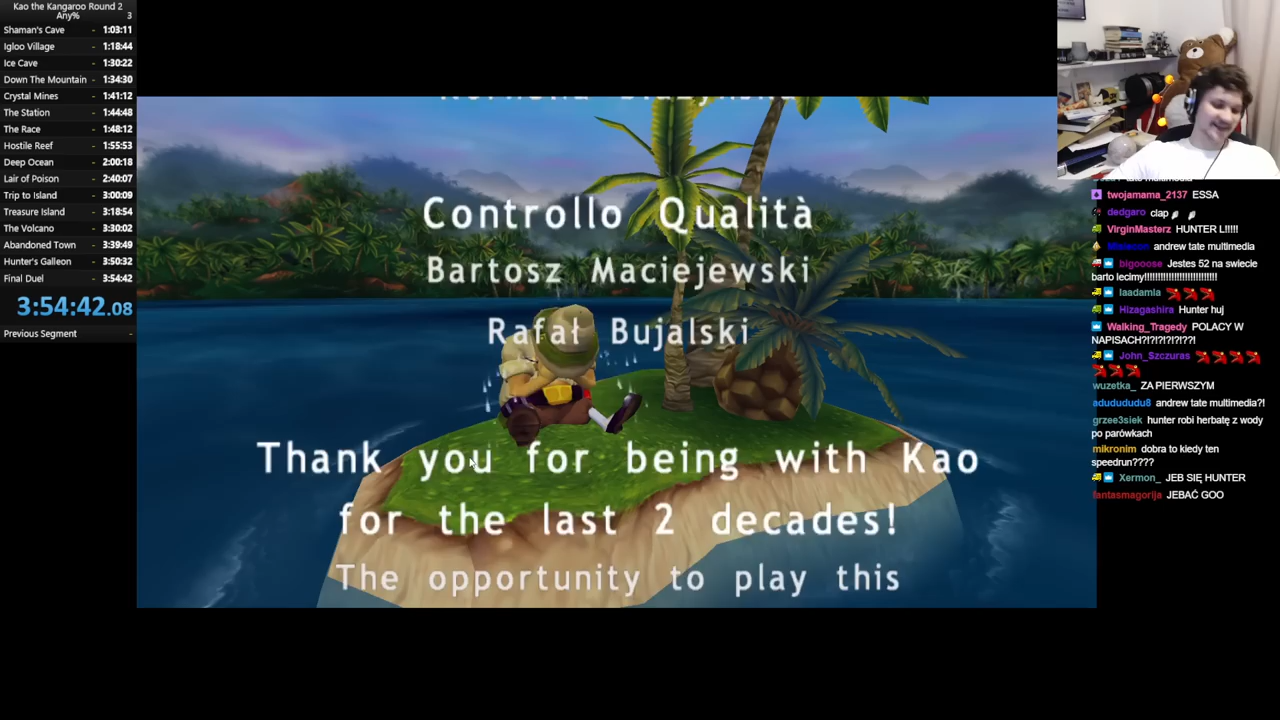 Kao the Kangaroo Round 2
Any% 3
Shaman's Cave - 1:03:11
Igloo Village - 1:18:44
Ice Cave - 1:30:22
Down The Mountain - 1:34:30
Crystal Mines - 1:41:12
The Station - 1:44:48
The Race - 1:48:12
Hostile Reef - 1:55:53
Deep Ocean - 2:00:18
Lair of Poison - 2:40:07
Trip to Island - 3:00:09
Treasure Island - 3:18:54
The Volcano - 3:30:02
Abandoned Town - 3:39:49
Hunter's Galleon - 3:50:32
Final Duel - 3:54:42
3:54:42.08
Previous Segment -
Controllo Qualità
Bartosz Maciejewski
Rafał Bujalski
Thank you for being with Kao
for the last 2 decades!
The opportunity to play this
twojamama_2137 ESSA
dedgaro clap
VirginMasterz HUNTER L!!!!!
andrew tate multimedia
bigooose Jestes 52 na swiecie
barto lecimy!!!!!!!!!!!!!!!!!!!!!!!!!!
laadamla
Hizagashira Hunter huj
Walking_Tragedy POLACY W
NAPISACH?!?!?!?!?!??!
John_Szczuras
wuzetka_ ZA PIERWSZYM
adudududu8 andrew tate multimedia?!
grzee3siek hunter robi herbatę z wody
po parówkach
mikronim dobra to kiedy ten
speedrun????
Xermon_ JEB SIĘ HUNTER
fantasmagorija JEBAĆ GOO